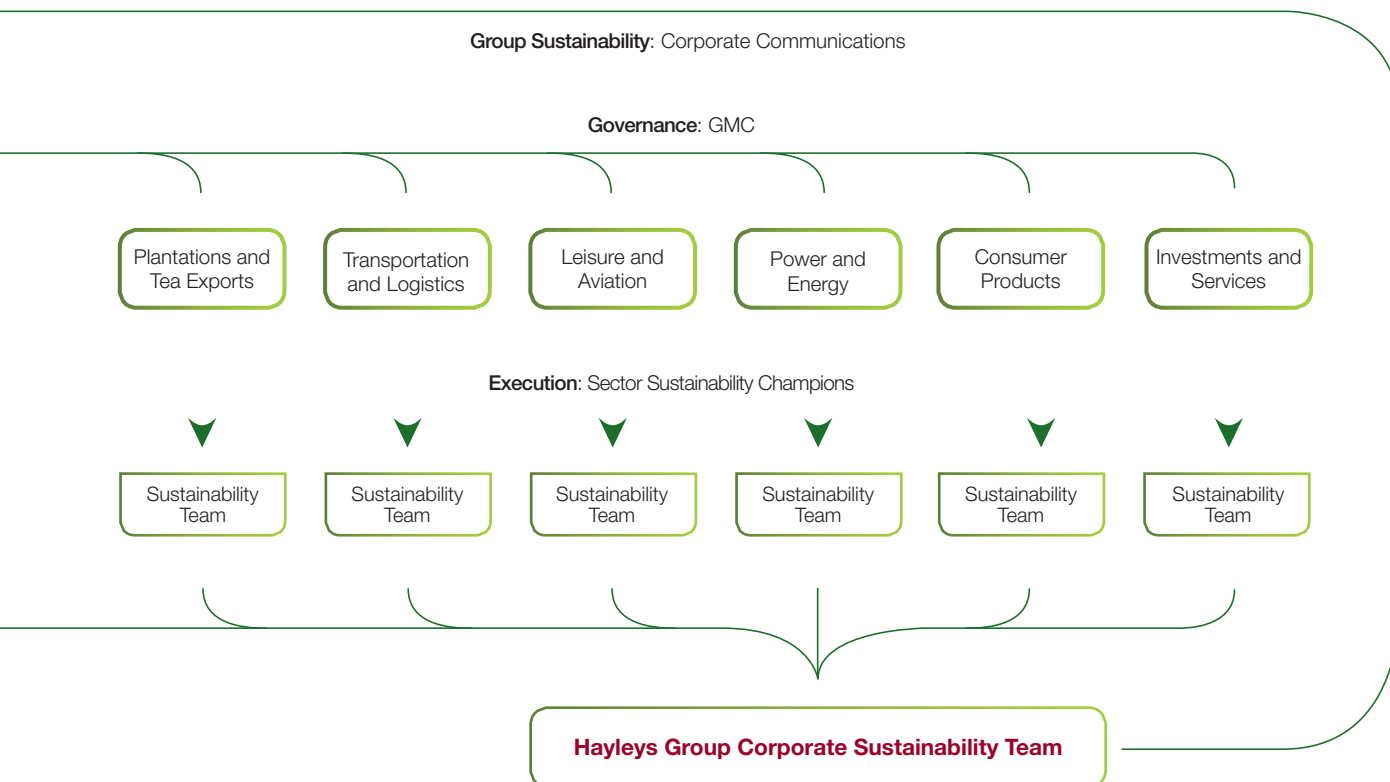 Group Sustainability: Corporate Communications
Governance: GMC
Plantations and
Tea Exports
Transportation
and Logistics
Leisure and
Aviation
Power and
Energy
Consumer
Products
Investments and
Services
Execution: Sector Sustainability Champions
Sustainability
Team
Sustainability
Team
Sustainability
Team
Sustainability
Team
Sustainability
Team
Sustainability
Team
Hayleys Group Corporate Sustainability Team